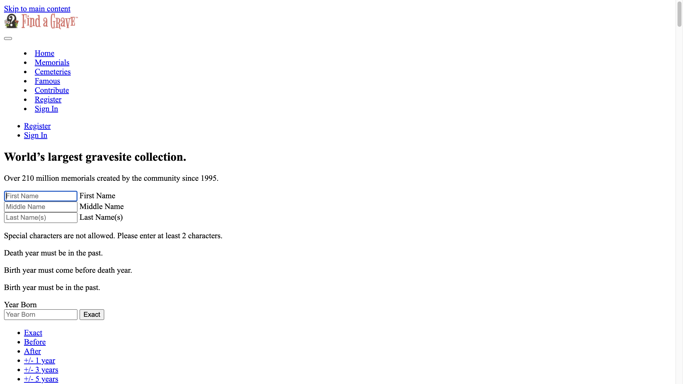 Skip to main content
Find a Grave
Home
Memorials
Cemeteries
Famous
Contribute
Register
Sign In
Register
Sign In
World's largest gravesite collection.
Over 210 million memorials created by the community since 1995.
First Name First Name
Middle Name Middle Name
Last Name(s) Last Name(s)
Special characters are not allowed. Please enter at least 2 characters.
Death year must be in the past.
Birth year must come before death year.
Birth year must be in the past.
Year Born
Year Born Exact
Exact
Before
After
+/- 1 year
+/- 3 years
+/- 5 years